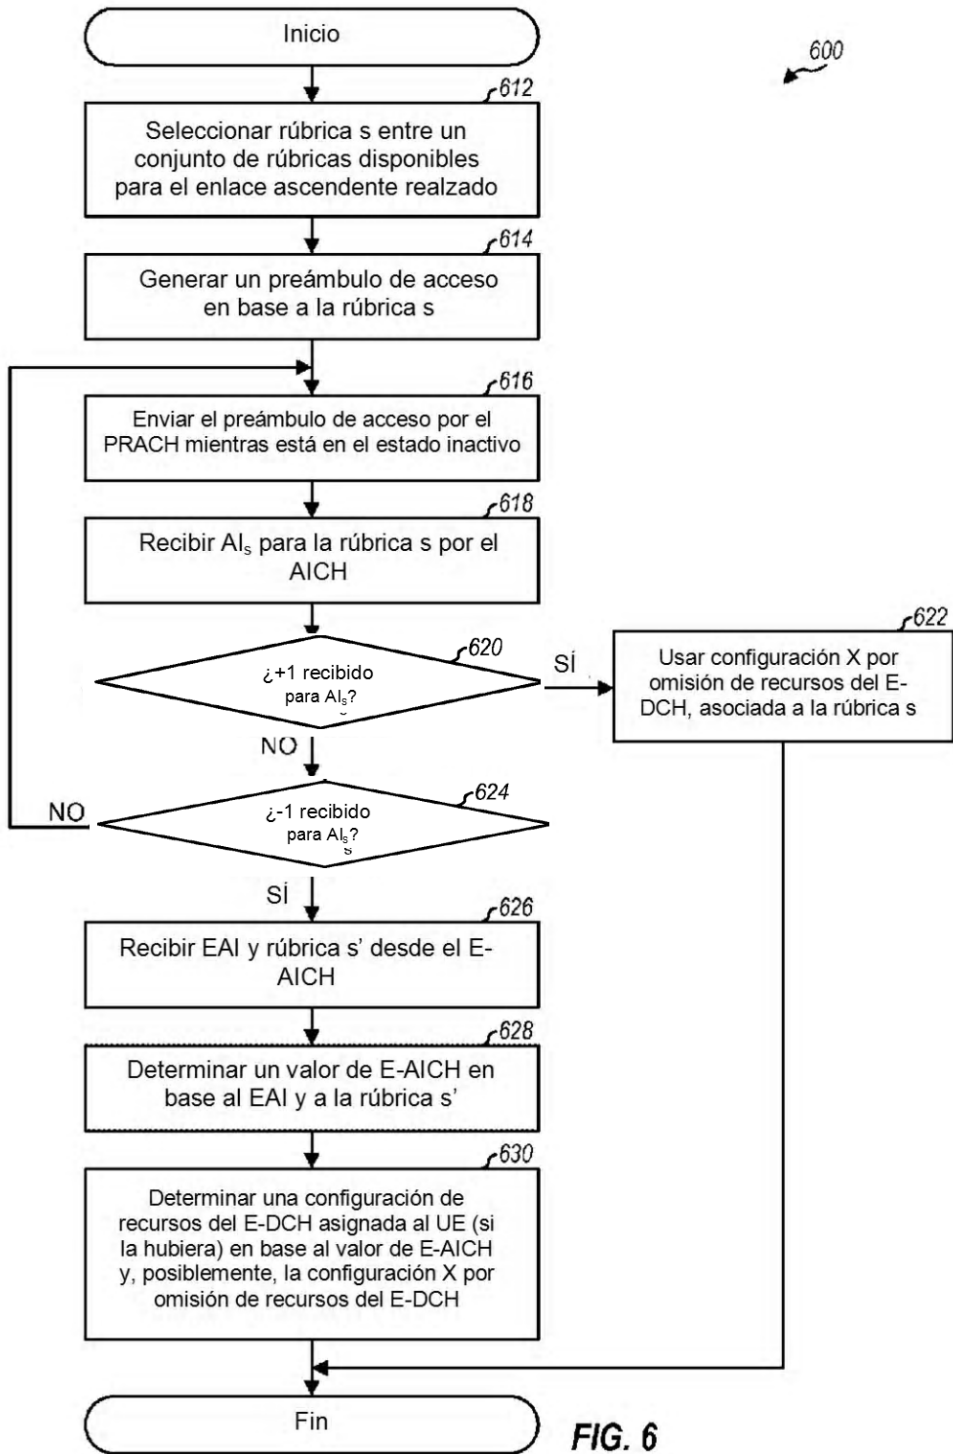 Inicio
600
612
Seleccionar rúbrica s entre un
conjunto de rúbricas disponibles
para el enlace ascendente realzado
614
Generar un preámbulo de acceso
en base a la rúbrica s
616
Enviar el preámbulo de acceso por el
PRACH mientras está en el estado inactivo
618
Recibir AIs para la rúbrica s por el
AICH
620
¿+1 recibido
para AIs?
s
SÍ
622
Usar configuración X por
omisión de recursos del E-
DCH, asociada a la rúbrica s
NO
624
¿-1 recibido
para AIs?
s
NO
SÍ
626
Recibir EAI y rúbrica s' desde el E-
AICH
628
Determinar un valor de E-AICH en
base al EAI y a la rúbrica s'
630
Determinar una configuración de
recursos del E-DCH asignada al UE (si
la hubiera) en base al valor de E-AICH
y, posiblemente, la configuración X por
omisión de recursos del E-DCH
Fin
FIG. 6